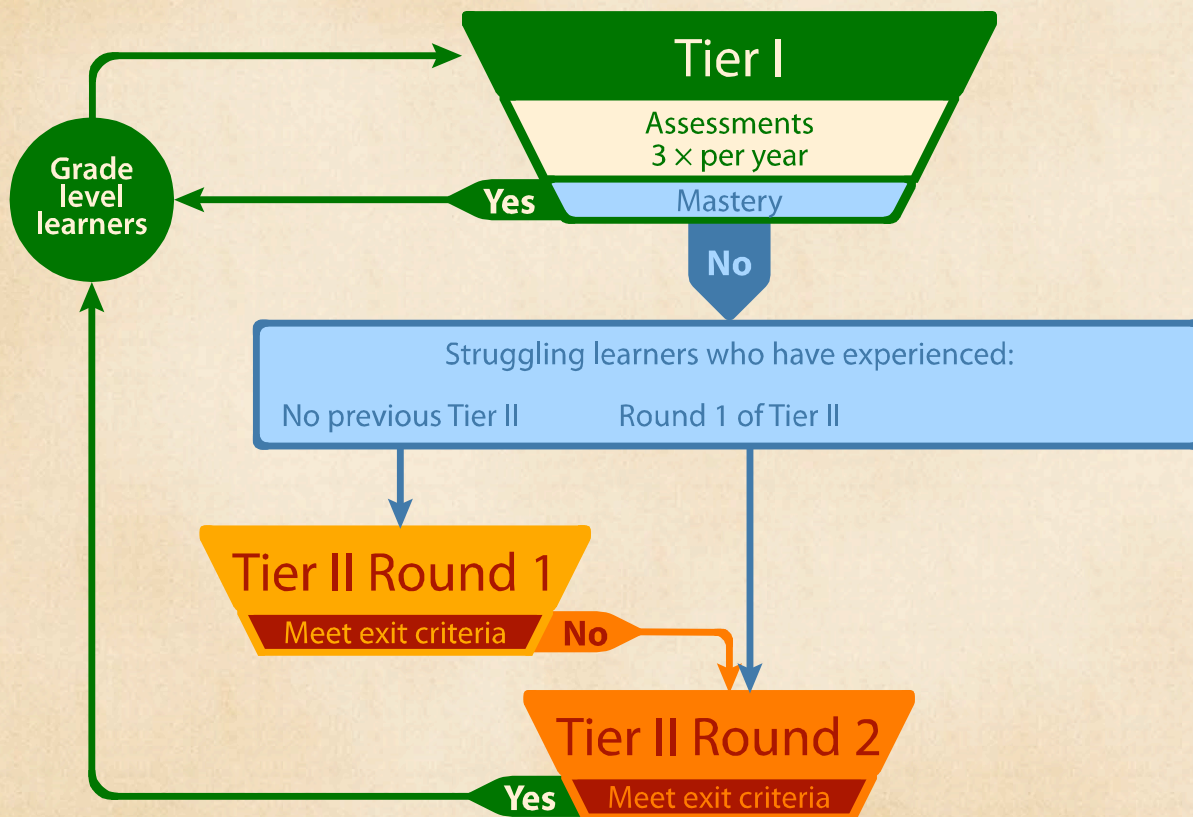 Tier I
Assessments
3 × per year
Grade
level
learners
Yes
Mastery
No
Struggling learners who have experienced:
No previous Tier II
Round 1 of Tier II
Tier II Round 1
Meet exit criteria
No
Tier II Round 2
Yes
Meet exit criteria